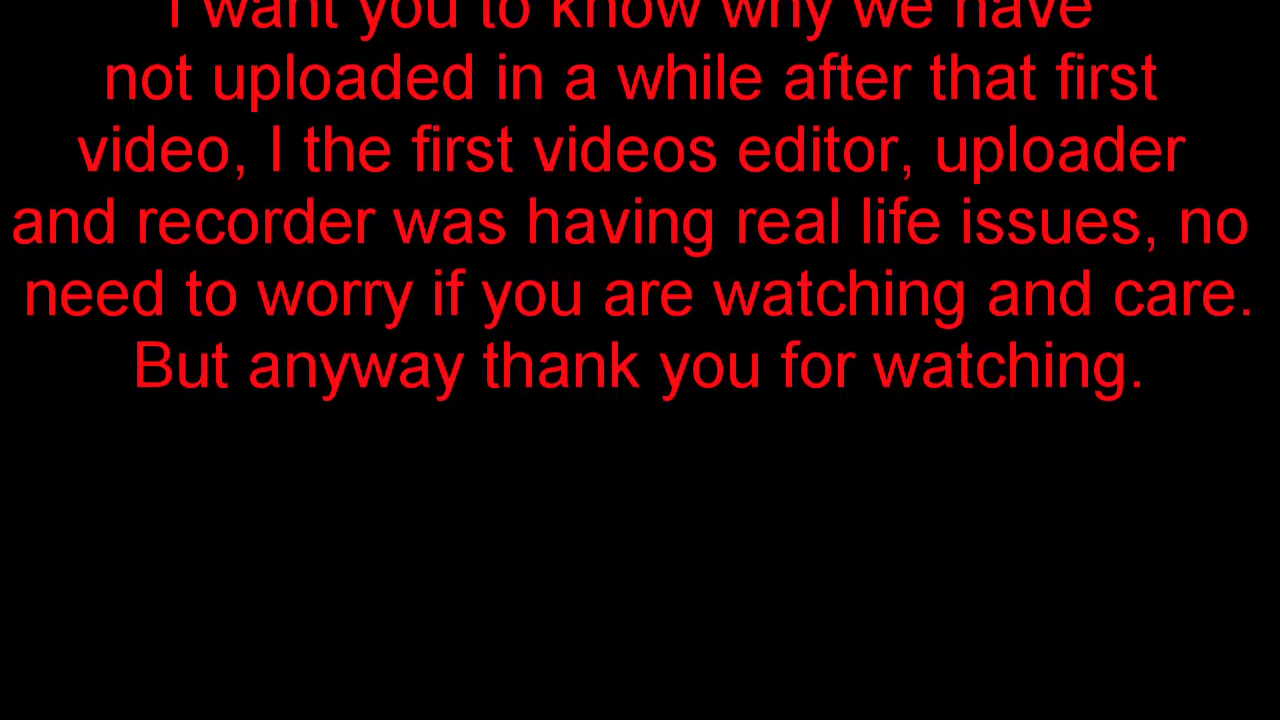 I want you to know why we have
not uploaded in a while after that first
video, I the first videos editor, uploader
and recorder was having real life issues, no
need to worry if you are watching and care.
But anyway thank you for watching.